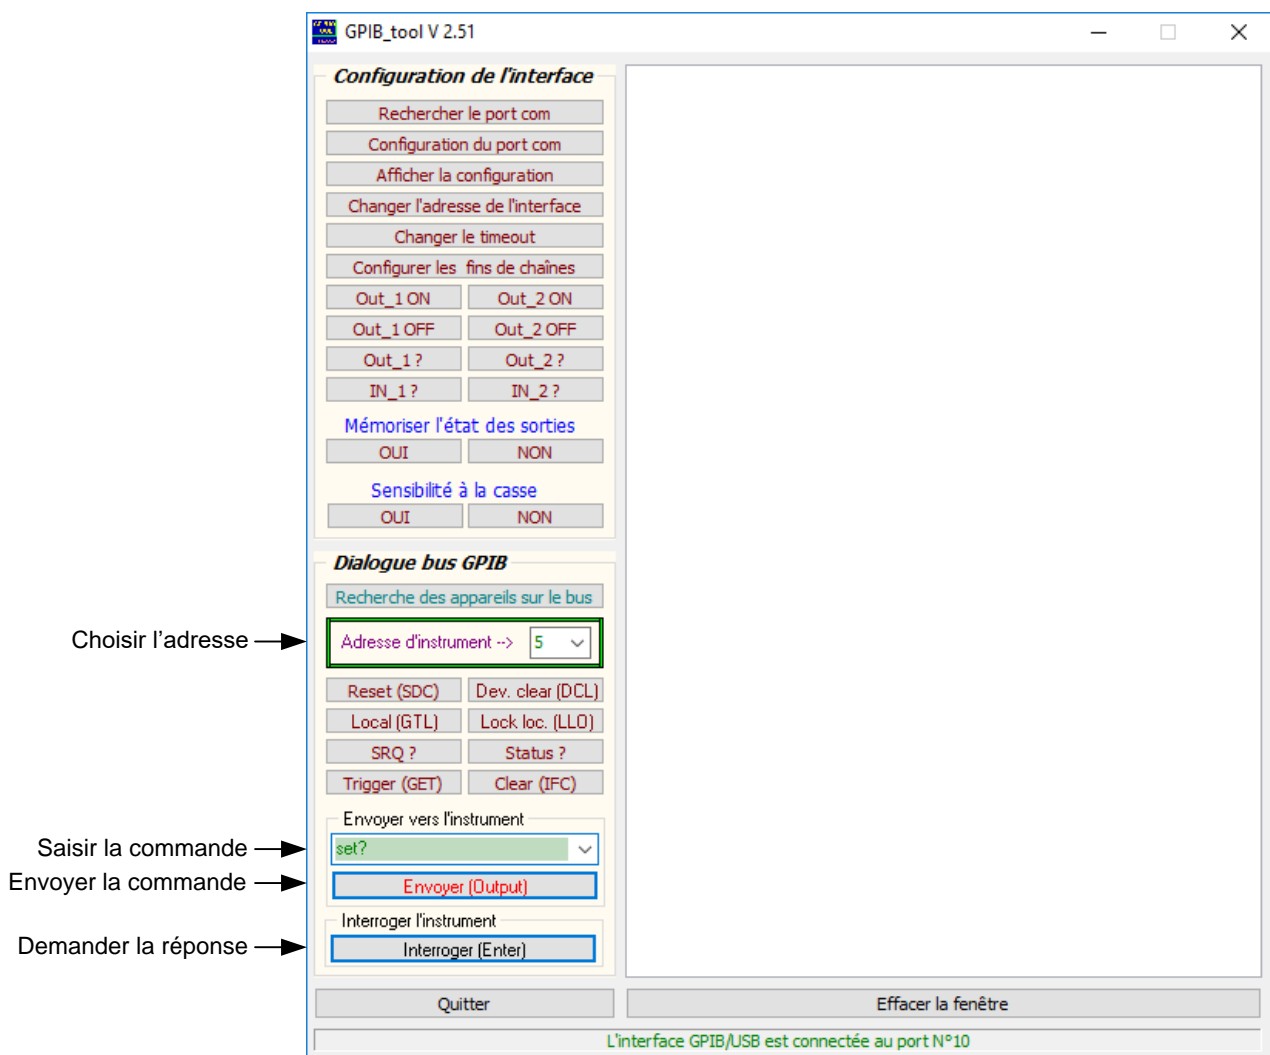 GPIB_tool V 2.51
Configuration de l'interface
Rechercher le port com
Configuration du port com
Afficher la configuration
Changer l'adresse de l'interface
Changer le timeout
Configurer les fins de chaînes
Out_1 ON Out_2 ON
Out_1 OFF Out_2 OFF
Out_1 ? Out_2 ?
IN_1 ? IN_2 ?
Mémoriser l'état des sorties
OUI NON
Sensibilité à la casse
OUI NON
Dialogue bus GPIB
Recherche des appareils sur le bus
Choisir l’adresse
Adresse d'instrument --> 5
Reset (SDC) Dev. clear (DCL)
Local (GTL) Lock loc. (LLO)
SRQ ? Status ?
Trigger (GET) Clear (IFC)
Envoyer vers l'instrument
Saisir la commande
set?
Envoyer la commande
Envoyer (Output)
Interroger l'instrument
Demander la réponse
Interroger (Enter)
Quitter
Effacer la fenêtre
L'interface GPIB/USB est connectée au port N°10